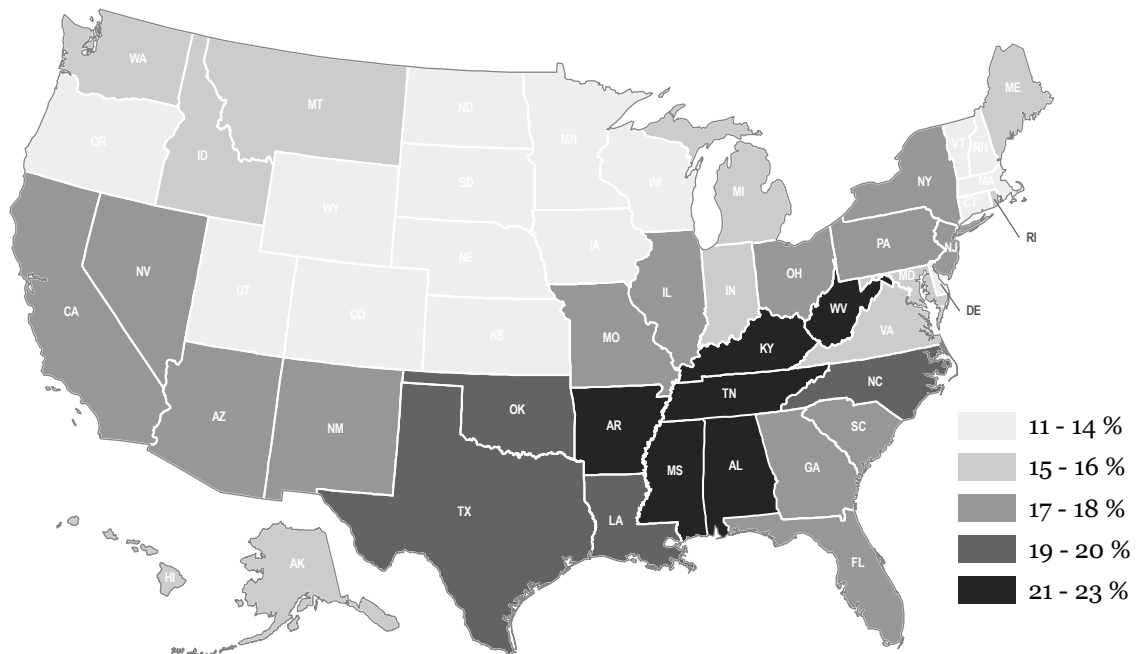 WA
MT
ND
MN
ME
OR
ID
SD
WI
MI
VT
NH
NY
MA
CT
RI
WY
IA
NE
PA
NJ
NV
UT
CO
IL
IN
OH
MD
DE
WV
VA
CA
KS
MO
KY
AZ
NM
OK
AR
TN
NC
SC
TX
LA
MS
AL
GA
FL
HI
AK
11 - 14 %
15 - 16 %
17 - 18 %
19 - 20 %
21 - 23 %